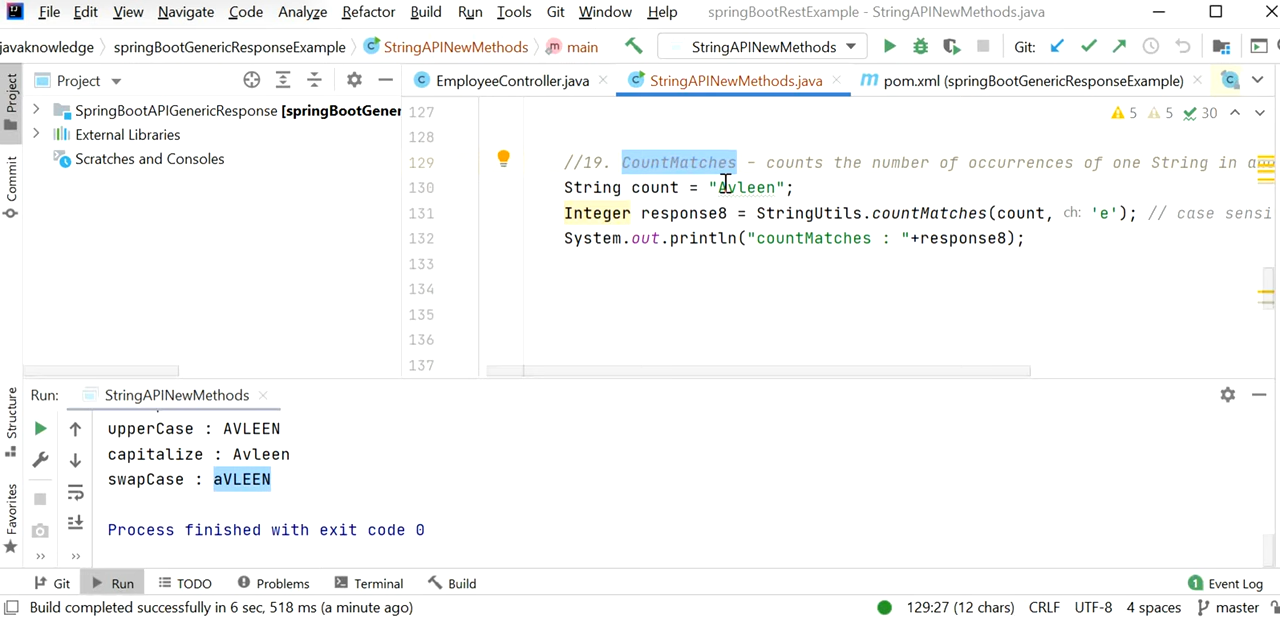 File Edit View Navigate Code Analyze Refactor Build Run Tools Git Window Help springBootRestExample - StringAPINewMethods.java
javaknowledge springBootGenericResponseExample StringAPINewMethods main StringAPINewMethods Git:
Project EmployeeController.java StringAPINewMethods.java pom.xml (springBootGenericResponseExample)
SpringBootAPIGenericResponse [springBootGener
External Libraries
Scratches and Consoles
Project
Commit
Structure
Favorites
5 5 30
127
128
129 //19. CountMatches - counts the number of occurrences of one String in
130 String count = "Avleen";
131 Integer response8 = StringUtils.countMatches(count, ch: 'e'); // case sensi
132 System.out.println("countMatches : "+response8);
133
134
135
136
137
Run: StringAPINewMethods
upperCase : AVLEEN
capitalize : Avleen
swapCase : aVLEEN
Process finished with exit code 0
Git Run TODO Problems Terminal Build 1 Event Log
Build completed successfully in 6 sec, 518 ms (a minute ago) 129:27 (12 chars) CRLF UTF-8 4 spaces master